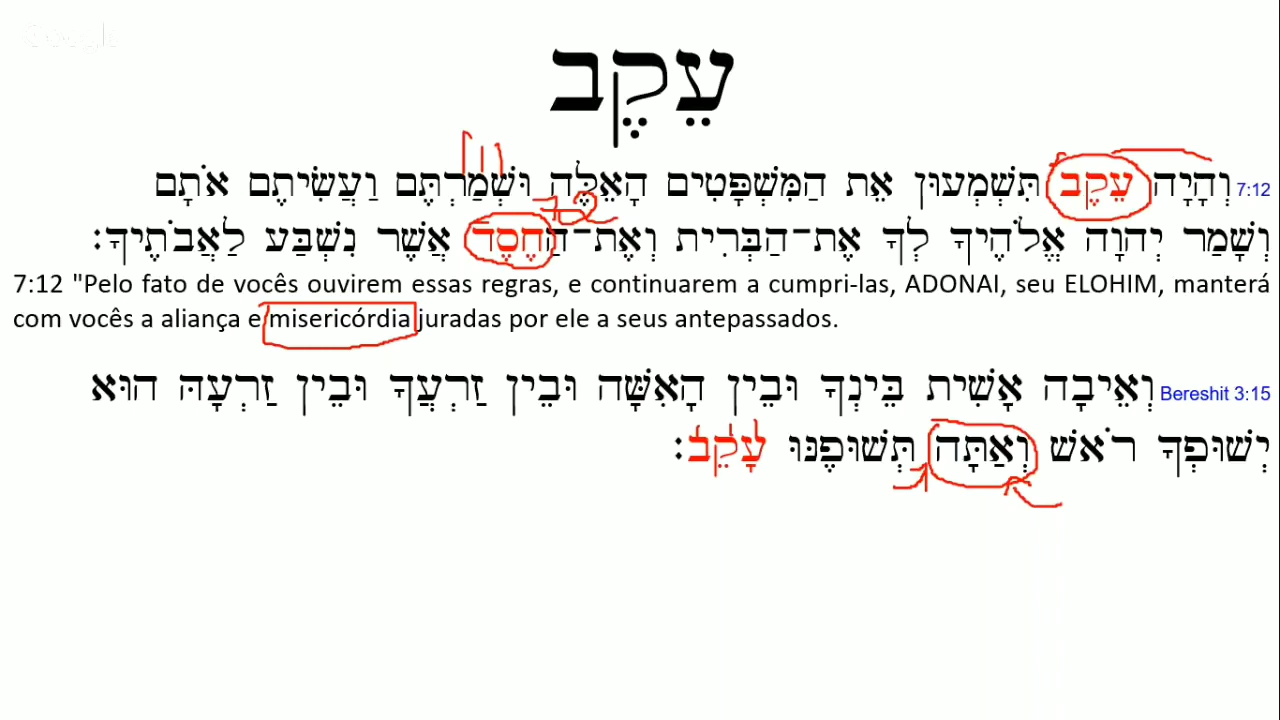 עֵקֶב
7:12 וְהָיָה עֵקֶב תִּשְׁמְעוּן אֵת הַמִּשְׁפָּטִים הָאֵלֶּה וּשְׁמַרְתֶּם וַעֲשִׂיתֶם אֹתָם
וְשָׁמַר יְהוָה אֱלֹהֶיךָ לְךָ אֶת־הַבְּרִית וְאֶת־הַחֶסֶד אֲשֶׁר נִשְׁבַּע לַאֲבֹתֶיךָ׃
72
7:12 "Pelo fato de vocês ouvirem essas regras, e continuarem a cumpri-las, ADONAI, seu ELOHIM, manterá
com vocês a aliança e misericórdia juradas por ele a seus antepassados.
Bereshit 3:15 וְאֵיבָה אָשִׁית בֵּינְךָ וּבֵין הָאִשָּׁה וּבֵין זַרְעֲךָ וּבֵין זַרְעָהּ הוּא
יְשׁוּפְךָ רֹאשׁ וְאַתָּה תְּשׁוּפֶנּוּ עָקֵב׃